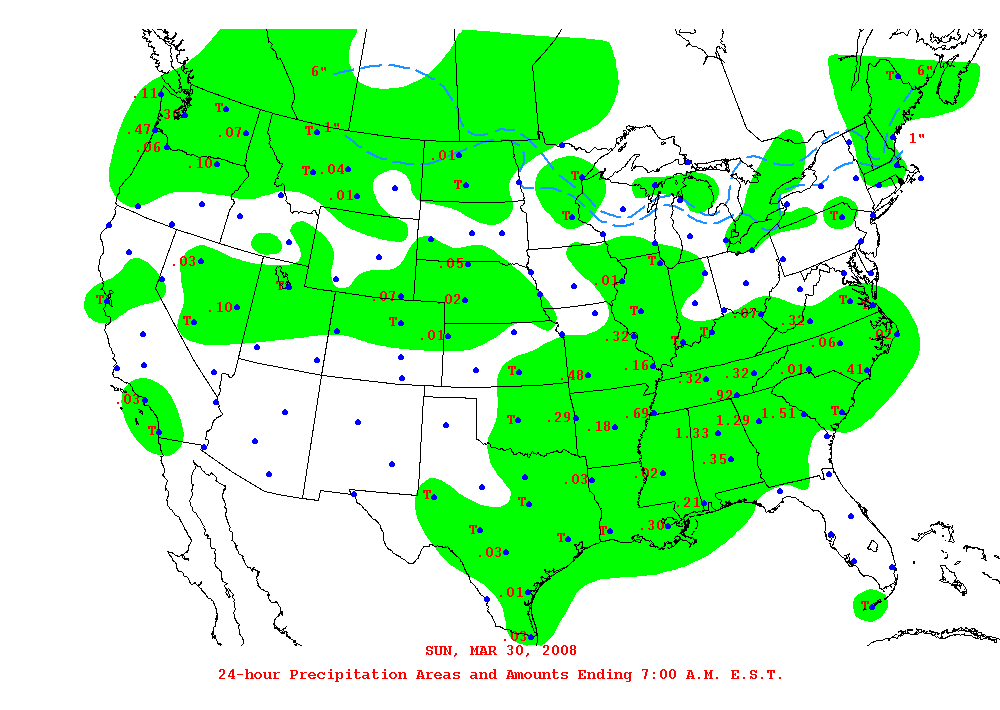 6" T 6"
.11
T
.47 .07 T 1" 1"
.06 .01
.10 T .04 T
.01 T
T T
.03 .05 T
.01
T T
.10 .07 .02 T T
T T .07 .32
.01 .32 T T .02
.06
T .48 .16 .32 .32 .01 .41
.03 .92
T T .29 .18 .69 1.29 1.51 T
1.33
.35
.03 .02
T T .21
T T T .30
.03
.01 T
.03
SUN, MAR 30, 2008
24-hour Precipitation Areas and Amounts Ending 7:00 A.M. E.S.T.